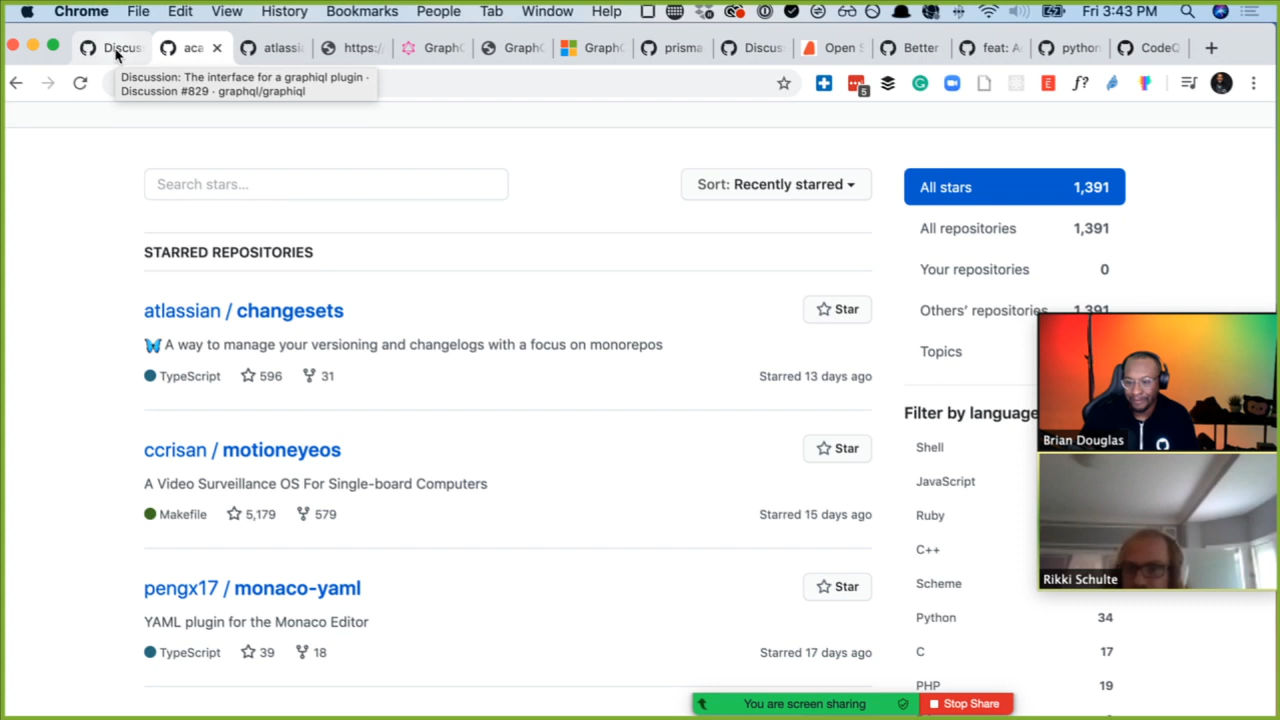 Chrome File Edit View History Bookmarks People Tab Window Help Fri 3:43 PM
Discus aca atlassia https:/ GraphQ GraphQ GraphQ prisma Discus Open S Better feat: A python CodeQ
Discussion: The interface for a graphiql plugin ·
Discussion #829 · graphql/graphiql
5
f?
Search stars...
Sort: Recently starred
All stars 1,391
All repositories 1,391
Your repositories 0
Others' repositories 1,391
Topics
STARRED REPOSITORIES
atlassian / changesets
Star
A way to manage your versioning and changelogs with a focus on monorepos
TypeScript 596 31
Starred 13 days ago
ccrisan / motioneyeos
Star
A Video Surveillance OS For Single-board Computers
Makefile 5,179 579
Starred 15 days ago
pengx17 / monaco-yaml
Star
YAML plugin for the Monaco Editor
TypeScript 39 18
Starred 17 days ago
Filter by language
Shell
JavaScript
Ruby
C++
Scheme
Python 34
C 17
PHP 19
Brian Douglas
Rikki Schulte
You are screen sharing
Stop Share